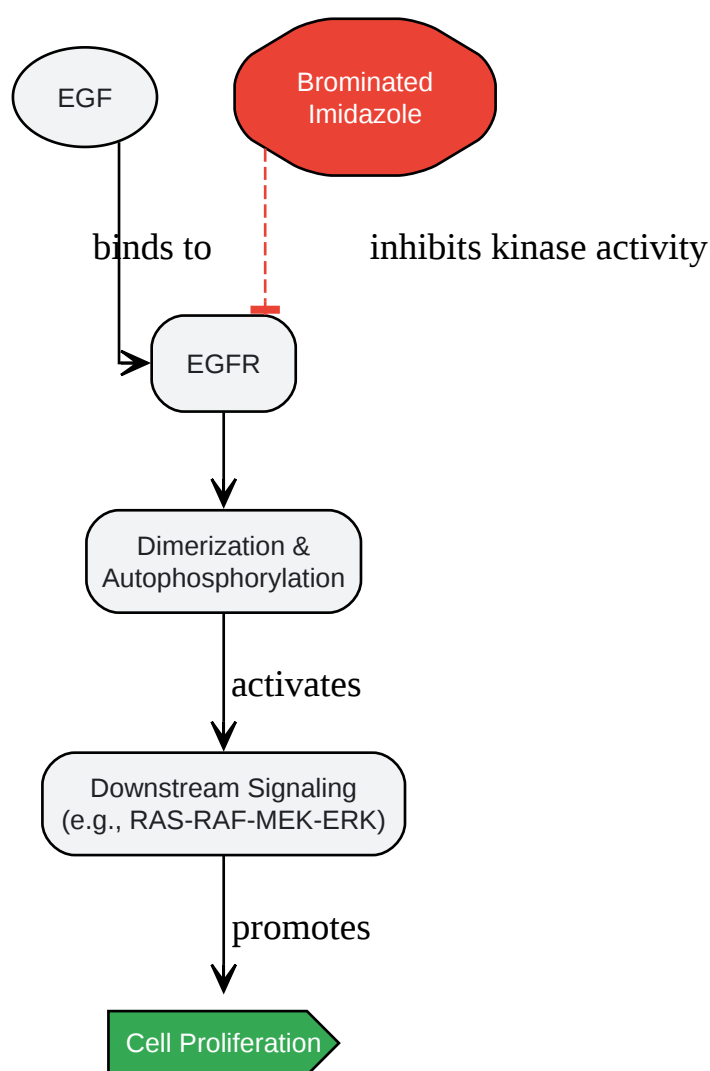 EGF
Brominated
Imidazole
binds to
inhibits kinase activity
EGFR
Dimerization &
Autophosphorylation
activates
Downstream Signaling
(e.g., RAS-RAF-MEK-ERK)
promotes
Cell Proliferation